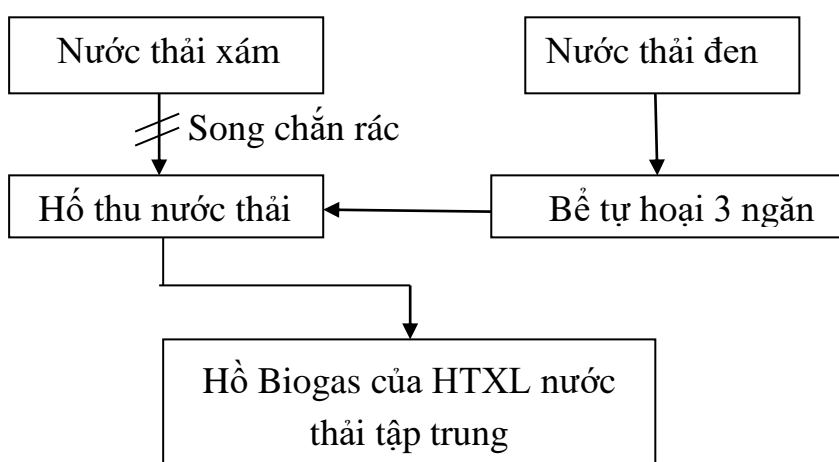 Nước thải xám
Nước thải đen
Song chắn rác
Hố thu nước thải
Bể tự hoại 3 ngăn
Hồ Biogas của HTXL nước
thải tập trung